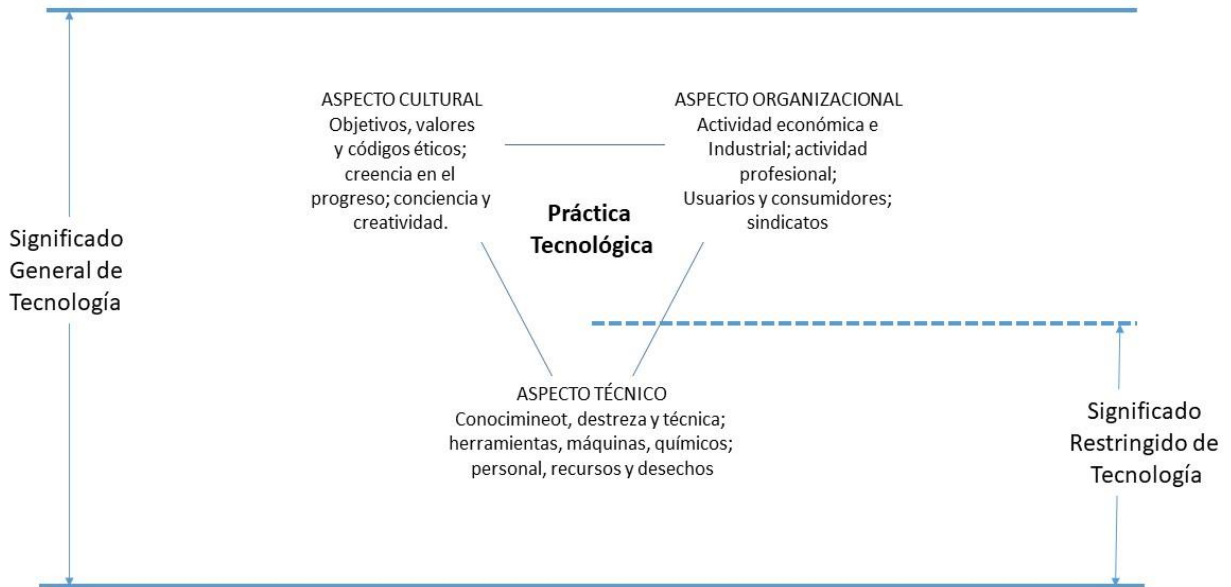 ASPECTO CULTURAL
Objetivos, valores
y códigos éticos;
creencia en el
progreso; conciencia y
creatividad.
ASPECTO ORGANIZACIONAL
Actividad económica e
Industrial; actividad
profesional;
Usuarios y consumidores;
sindicatos
Práctica
Tecnológica
Significado
General de
Tecnología
ASPECTO TÉCNICO
Conocimineot, destreza y técnica;
herramientas, máquinas, químicos;
personal, recursos y desechos
Significado
Restringido de
Tecnología